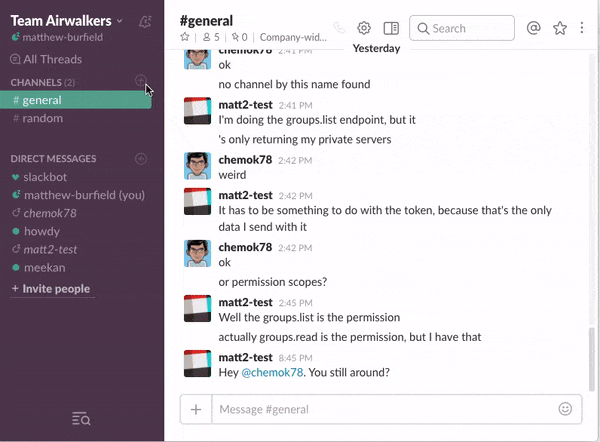 Team Airwalkers
matthew-burfield
All Threads
CHANNELS (2)
# general
# random
DIRECT MESSAGES
slackbot
matthew-burfield (you)
chemok78
howdy
matt2-test
meekan
+ Invite people
#general
5
0
Company-wid...
Search
Yesterday
chemok78 2:41 PM
ok
no channel by this name found
matt2-test 2:41 PM
I'm doing the groups.list endpoint, but it
's only returning my private servers
chemok78 2:42 PM
weird
matt2-test 2:42 PM
It has to be something to do with the token, because that's the only
data I send with it
chemok78 2:42 PM
ok
or permission scopes?
matt2-test 2:45 PM
Well the groups.list is the permission
actually groups.read is the permission, but I have that
matt2-test 8:45 PM
Hey @chemok78. You still around?
Message #general